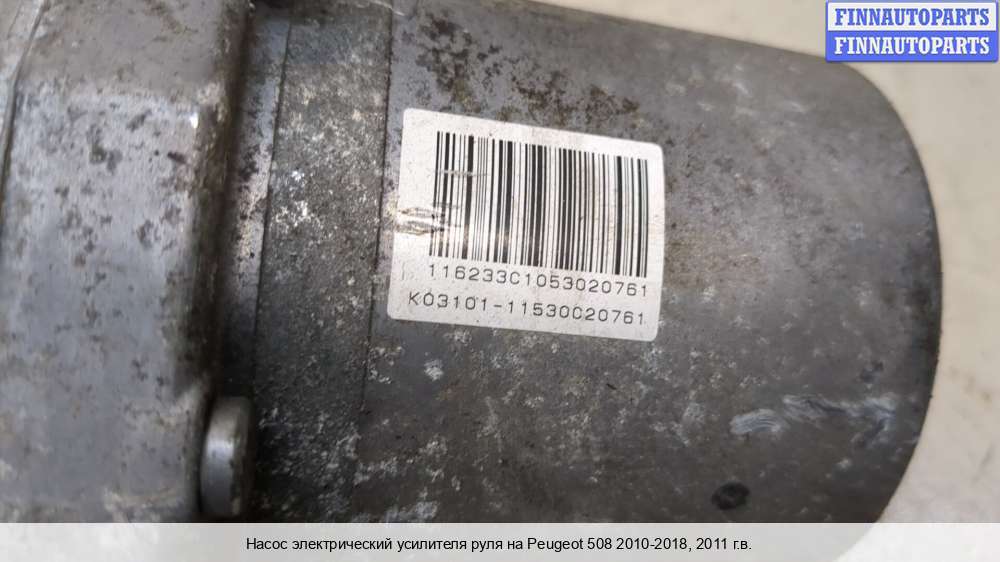 FINNAUTOPARTS
FINNAUTOPARTS
116233C1053020761
K03101-11530C20761
Насос электрический усилителя руля на Peugeot 508 2010-2018, 2011 г.в.